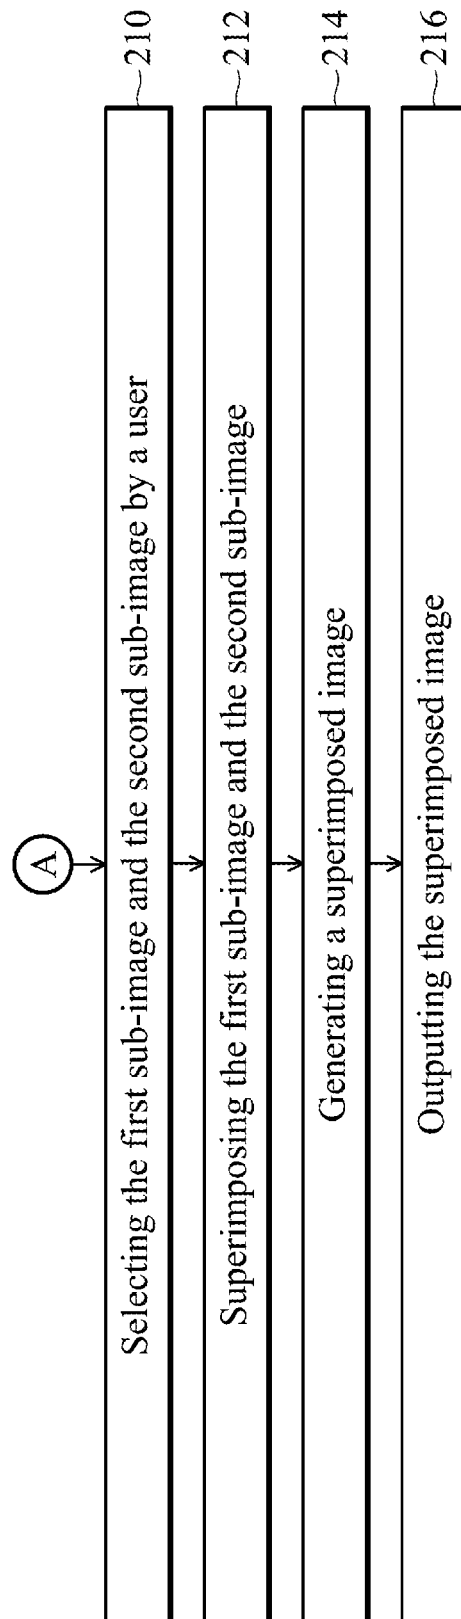 A
Selecting the first sub-image and the second sub-image by a user
210
Superimposing the first sub-image and the second sub-image
212
Generating a superimposed image
214
Outputting the superimposed image
216